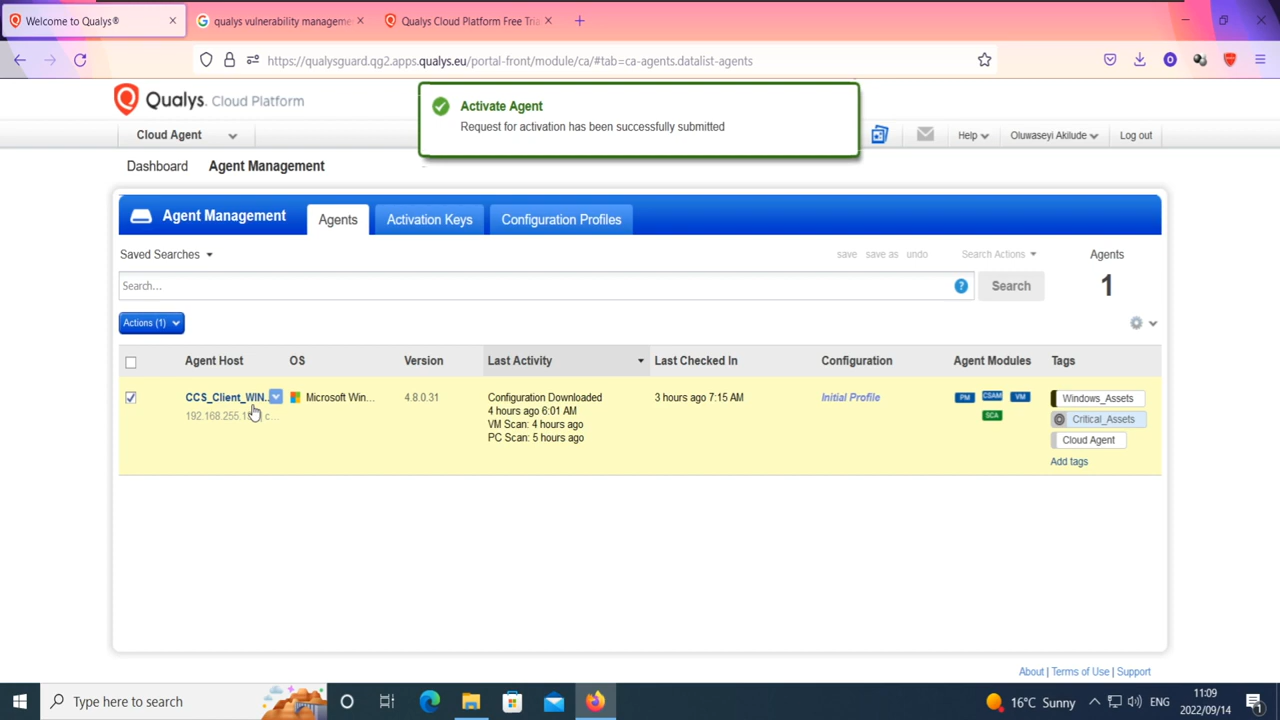 Welcome to Qualys®
qualys vulnerability manageme
Qualys Cloud Platform Free Tria
https://qualysguard.qg2.apps.qualys.eu/portal-front/module/ca/#tab=ca-agents.datalist-agents
Qualys. Cloud Platform
Activate Agent
Request for activation has been successfully submitted
Cloud Agent
Help
Oluwaseyi Akilude
Log out
Dashboard
Agent Management
Agent Management
Agents
Activation Keys
Configuration Profiles
Saved Searches
save
save as
undo
Search Actions
Agents
Search...
?
Search
1
Actions (1)
Agent Host
OS
Version
Last Activity
Last Checked In
Configuration
Agent Modules
Tags
CCS_Client_WIN...
192.168.255.1
c...
Microsoft Win...
4.8.0.31
Configuration Downloaded
4 hours ago 6:01 AM
VM Scan: 4 hours ago
PC Scan: 5 hours ago
3 hours ago 7:15 AM
Initial Profile
PM
CSAM
VM
SCA
Windows_Assets
Critical_Assets
Cloud Agent
Add tags
About | Terms of Use | Support
Type here to search
16°C Sunny
ENG
11:09
2022/09/14
1